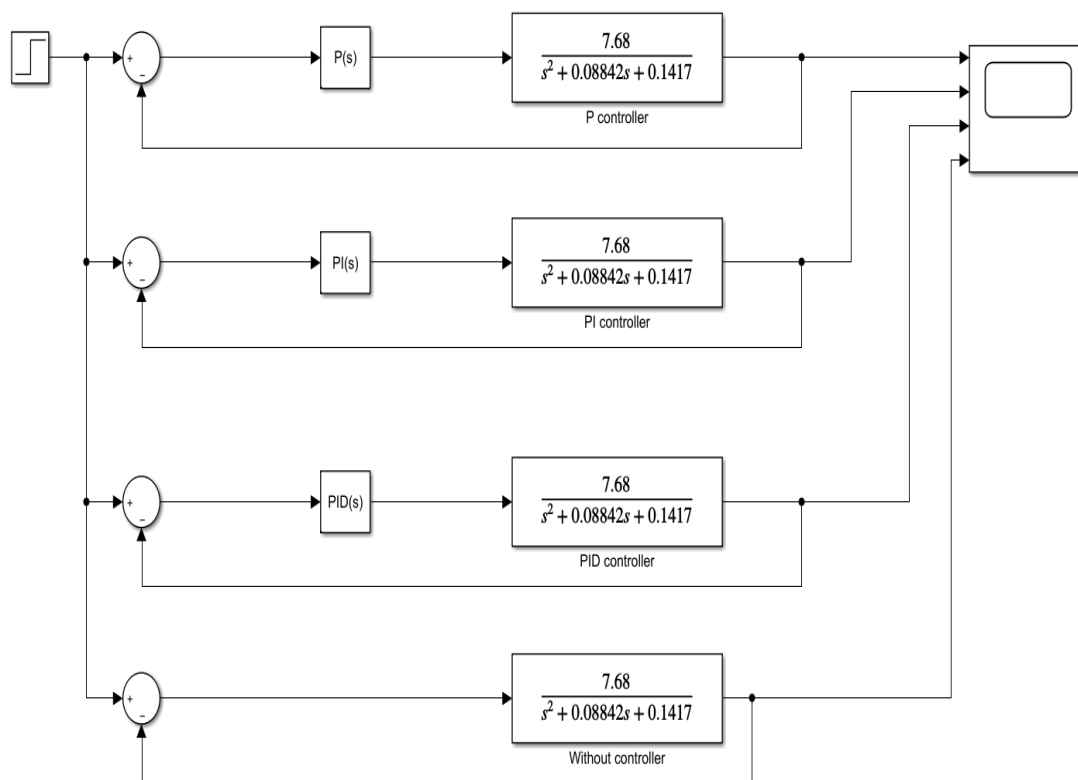 +
−
P(s)
7.68
s² + 0.08842s + 0.1417
P controller
+
−
PI(s)
7.68
s² + 0.08842s + 0.1417
PI controller
+
−
PID(s)
7.68
s² + 0.08842s + 0.1417
PID controller
+
−
7.68
s² + 0.08842s + 0.1417
Without controller